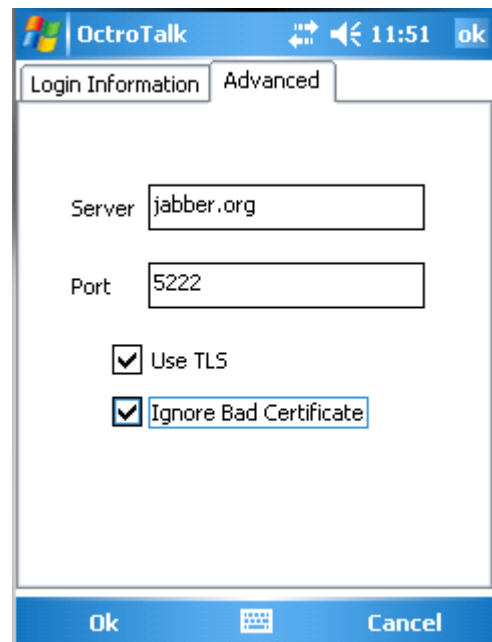 OctroTalk 11:51 ok
Login Information Advanced
Server jabber.org
Port 5222
Use TLS
Ignore Bad Certificate
Ok Cancel